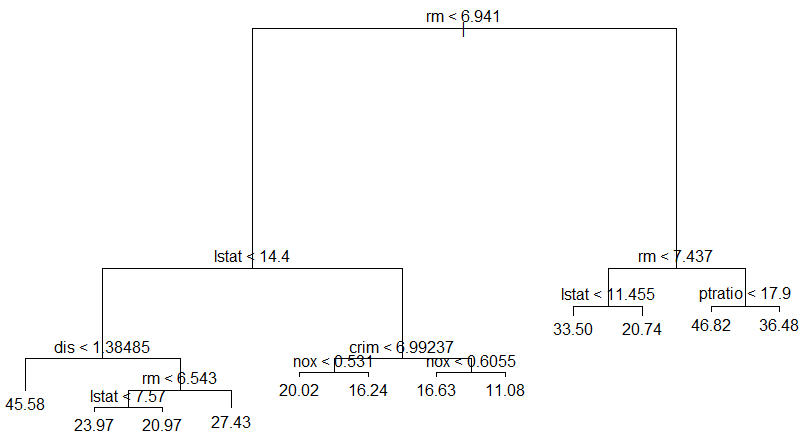 rm < 6.941
lstat < 14.4
rm < 7.437
lstat < 11.455
ptratio < 17.9
33.50
20.74
46.82
36.48
dis < 1.38485
crim < 6.99237
nox < 0.531
nox < 0.6055
45.58
rm < 6.543
20.02
16.24
16.63
11.08
lstat < 7.57
27.43
23.97
20.97